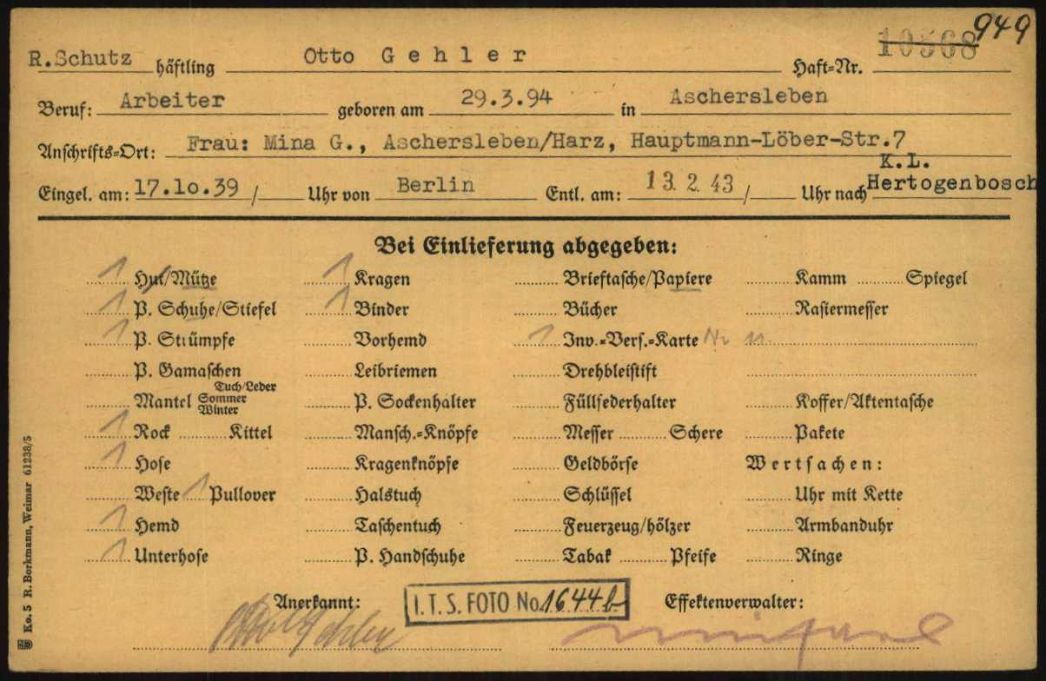 949
10568
R.Schutz häftling Otto Gehler Haft-Nr.
Beruf: Arbeiter geboren am 29.3.94 in Aschersleben
Anschrifts-Ort: Frau: Mina G., Aschersleben/Harz, Hauptmann-Löber-Str.7
K.L.
Eingel. am: 17.10.39 / Uhr von Berlin Entl. am: 13.2.43 / Uhr nach Hertogenbosch
Bei Einlieferung abgegeben:
1 Hut/Mütze 1 Kragen Brieftasche/Papiere Kamm Spiegel
1 P. Schuhe/Stiefel 1 Binder Bücher Rasiermesser
1 P. Strümpfe Vorhemd 1 Inv.-Vers.-Karte Nr
P. Gamaschen Leibriemen Drehbleistift
Tuch/Leder
Mantel Sommer Winter P. Sockenhalter Füllfederhalter Koffer/Aktentasche
1 Rock Kittel Mansch.-Knöpfe Messer Schere Pakete
1 Hose Kragenknöpfe Geldbörse Wertsachen:
Weste 1 Pullover Halstuch Schlüssel Uhr mit Kette
1 Hemd Taschentuch Feuerzeug/hölzer Armbanduhr
1 Unterhose P. Handschuhe Tabak Pfeife Ringe
Anerkannt: I.T.S. FOTO No. 1644b Effektenverwalter:
Otto Gehler
Ko. 5 R. Borkmann, Weimar 61238/5